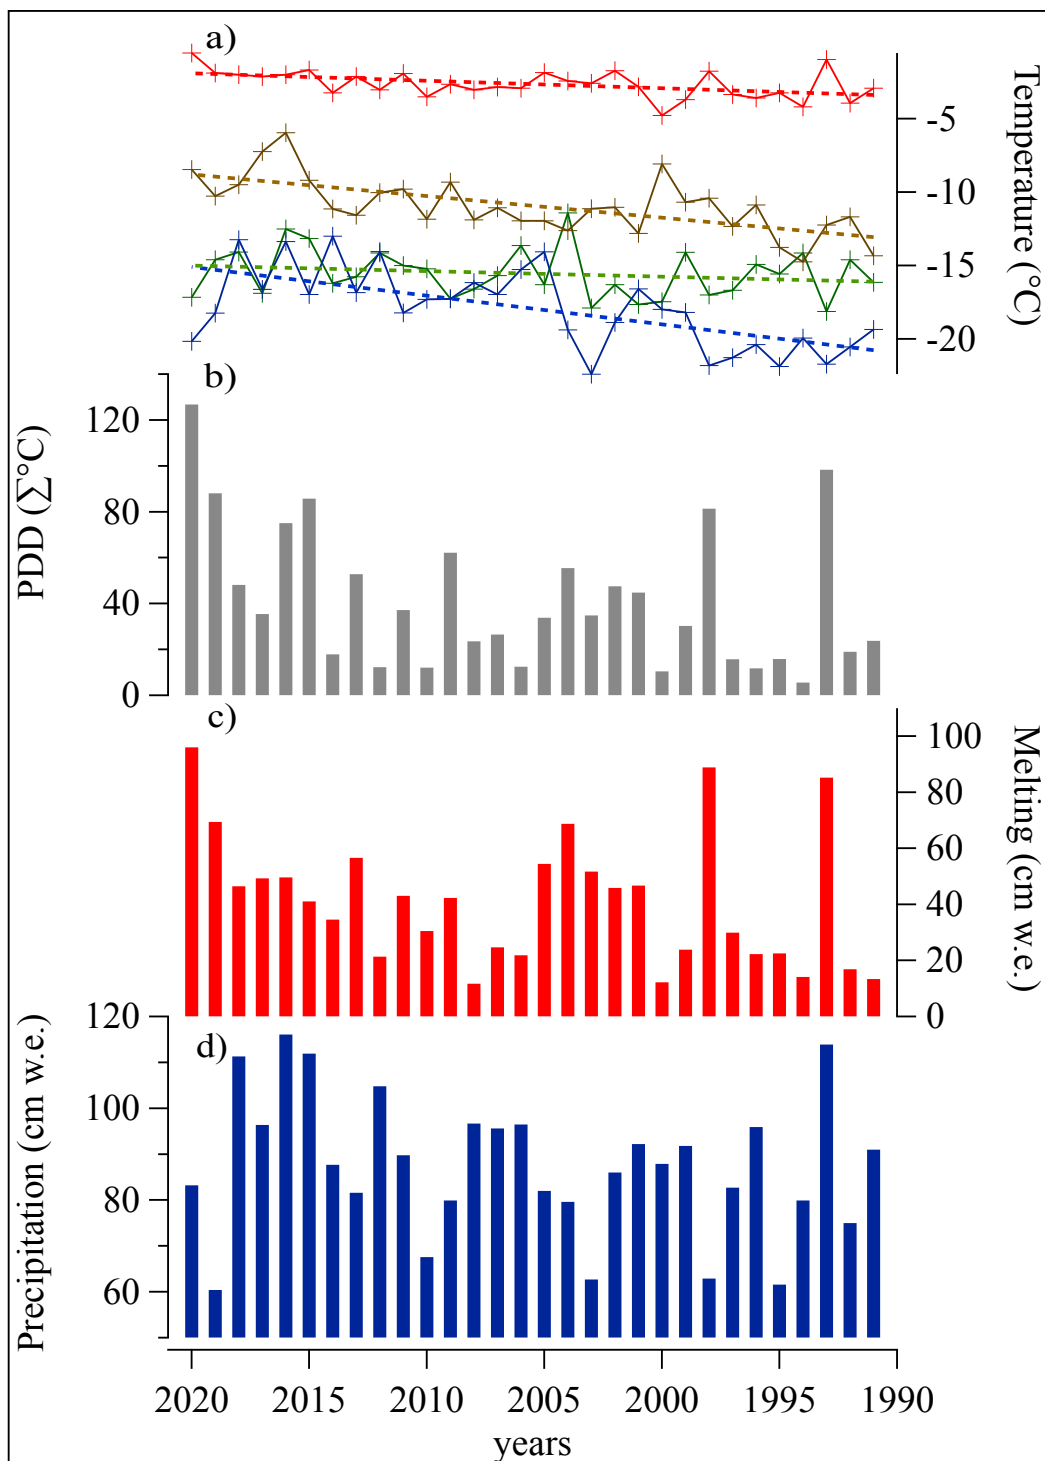 a)
Temperature (°C)
-5
-10
-15
-20
b)
PDD (∑°C)
120
80
40
0
c)
Melting (cm w.e.)
100
80
60
40
20
0
d)
Precipitation (cm w.e.)
120
100
80
60
2020 2015 2010 2005 2000 1995 1990
years